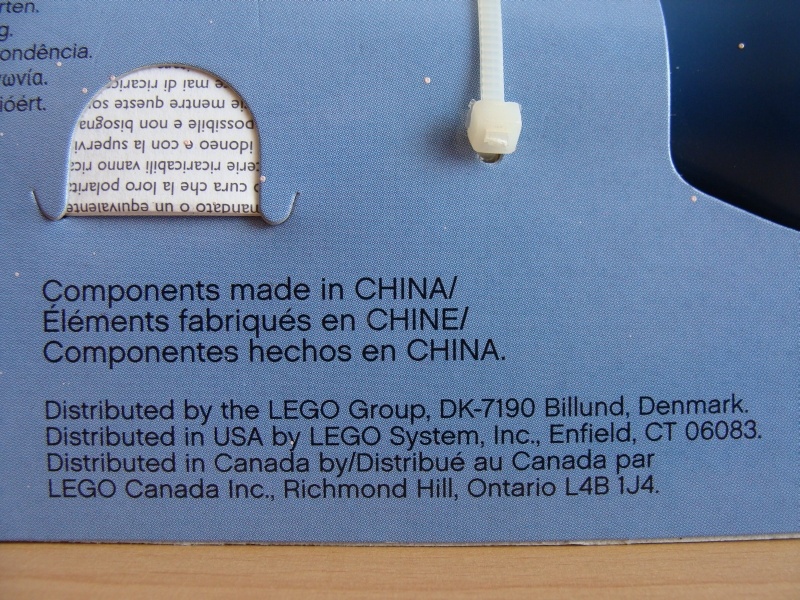 rten.
g.
ondência.
ωνία.
ióért.
Components made in CHINA/
Éléments fabriqués en CHINE/
Componentes hechos en CHINA.
Distributed by the LEGO Group, DK-7190 Billund, Denmark.
Distributed in USA by LEGO System, Inc., Enfield, CT 06083.
Distributed in Canada by/Distribué au Canada par
LEGO Canada Inc., Richmond Hill, Ontario L4B 1J4.